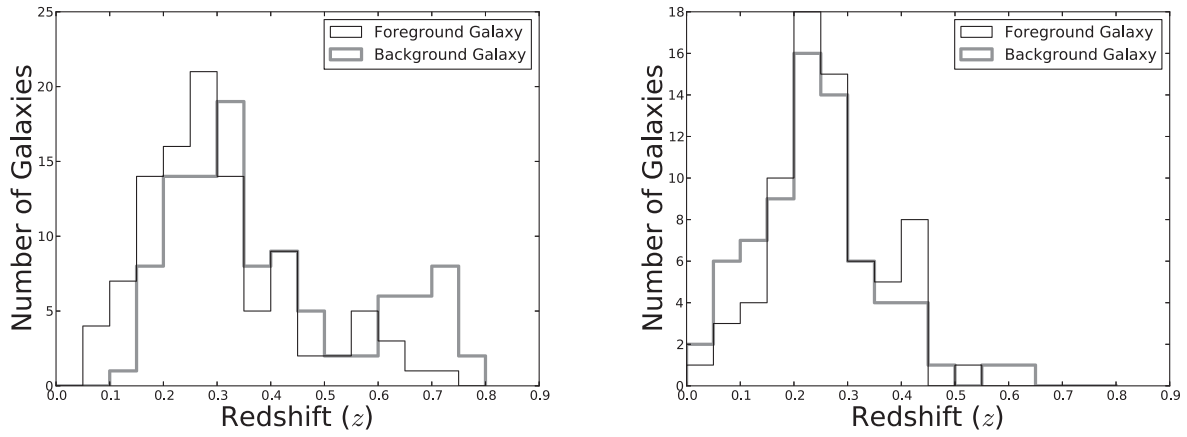 25
20
15
10
5
0
Number of Galaxies
Foreground Galaxy
Background Galaxy
0.0 0.1 0.2 0.3 0.4 0.5 0.6 0.7 0.8 0.9
Redshift (z)
18
16
14
12
10
8
6
4
2
0
Number of Galaxies
Foreground Galaxy
Background Galaxy
0.0 0.1 0.2 0.3 0.4 0.5 0.6 0.7 0.8 0.9
Redshift (z)